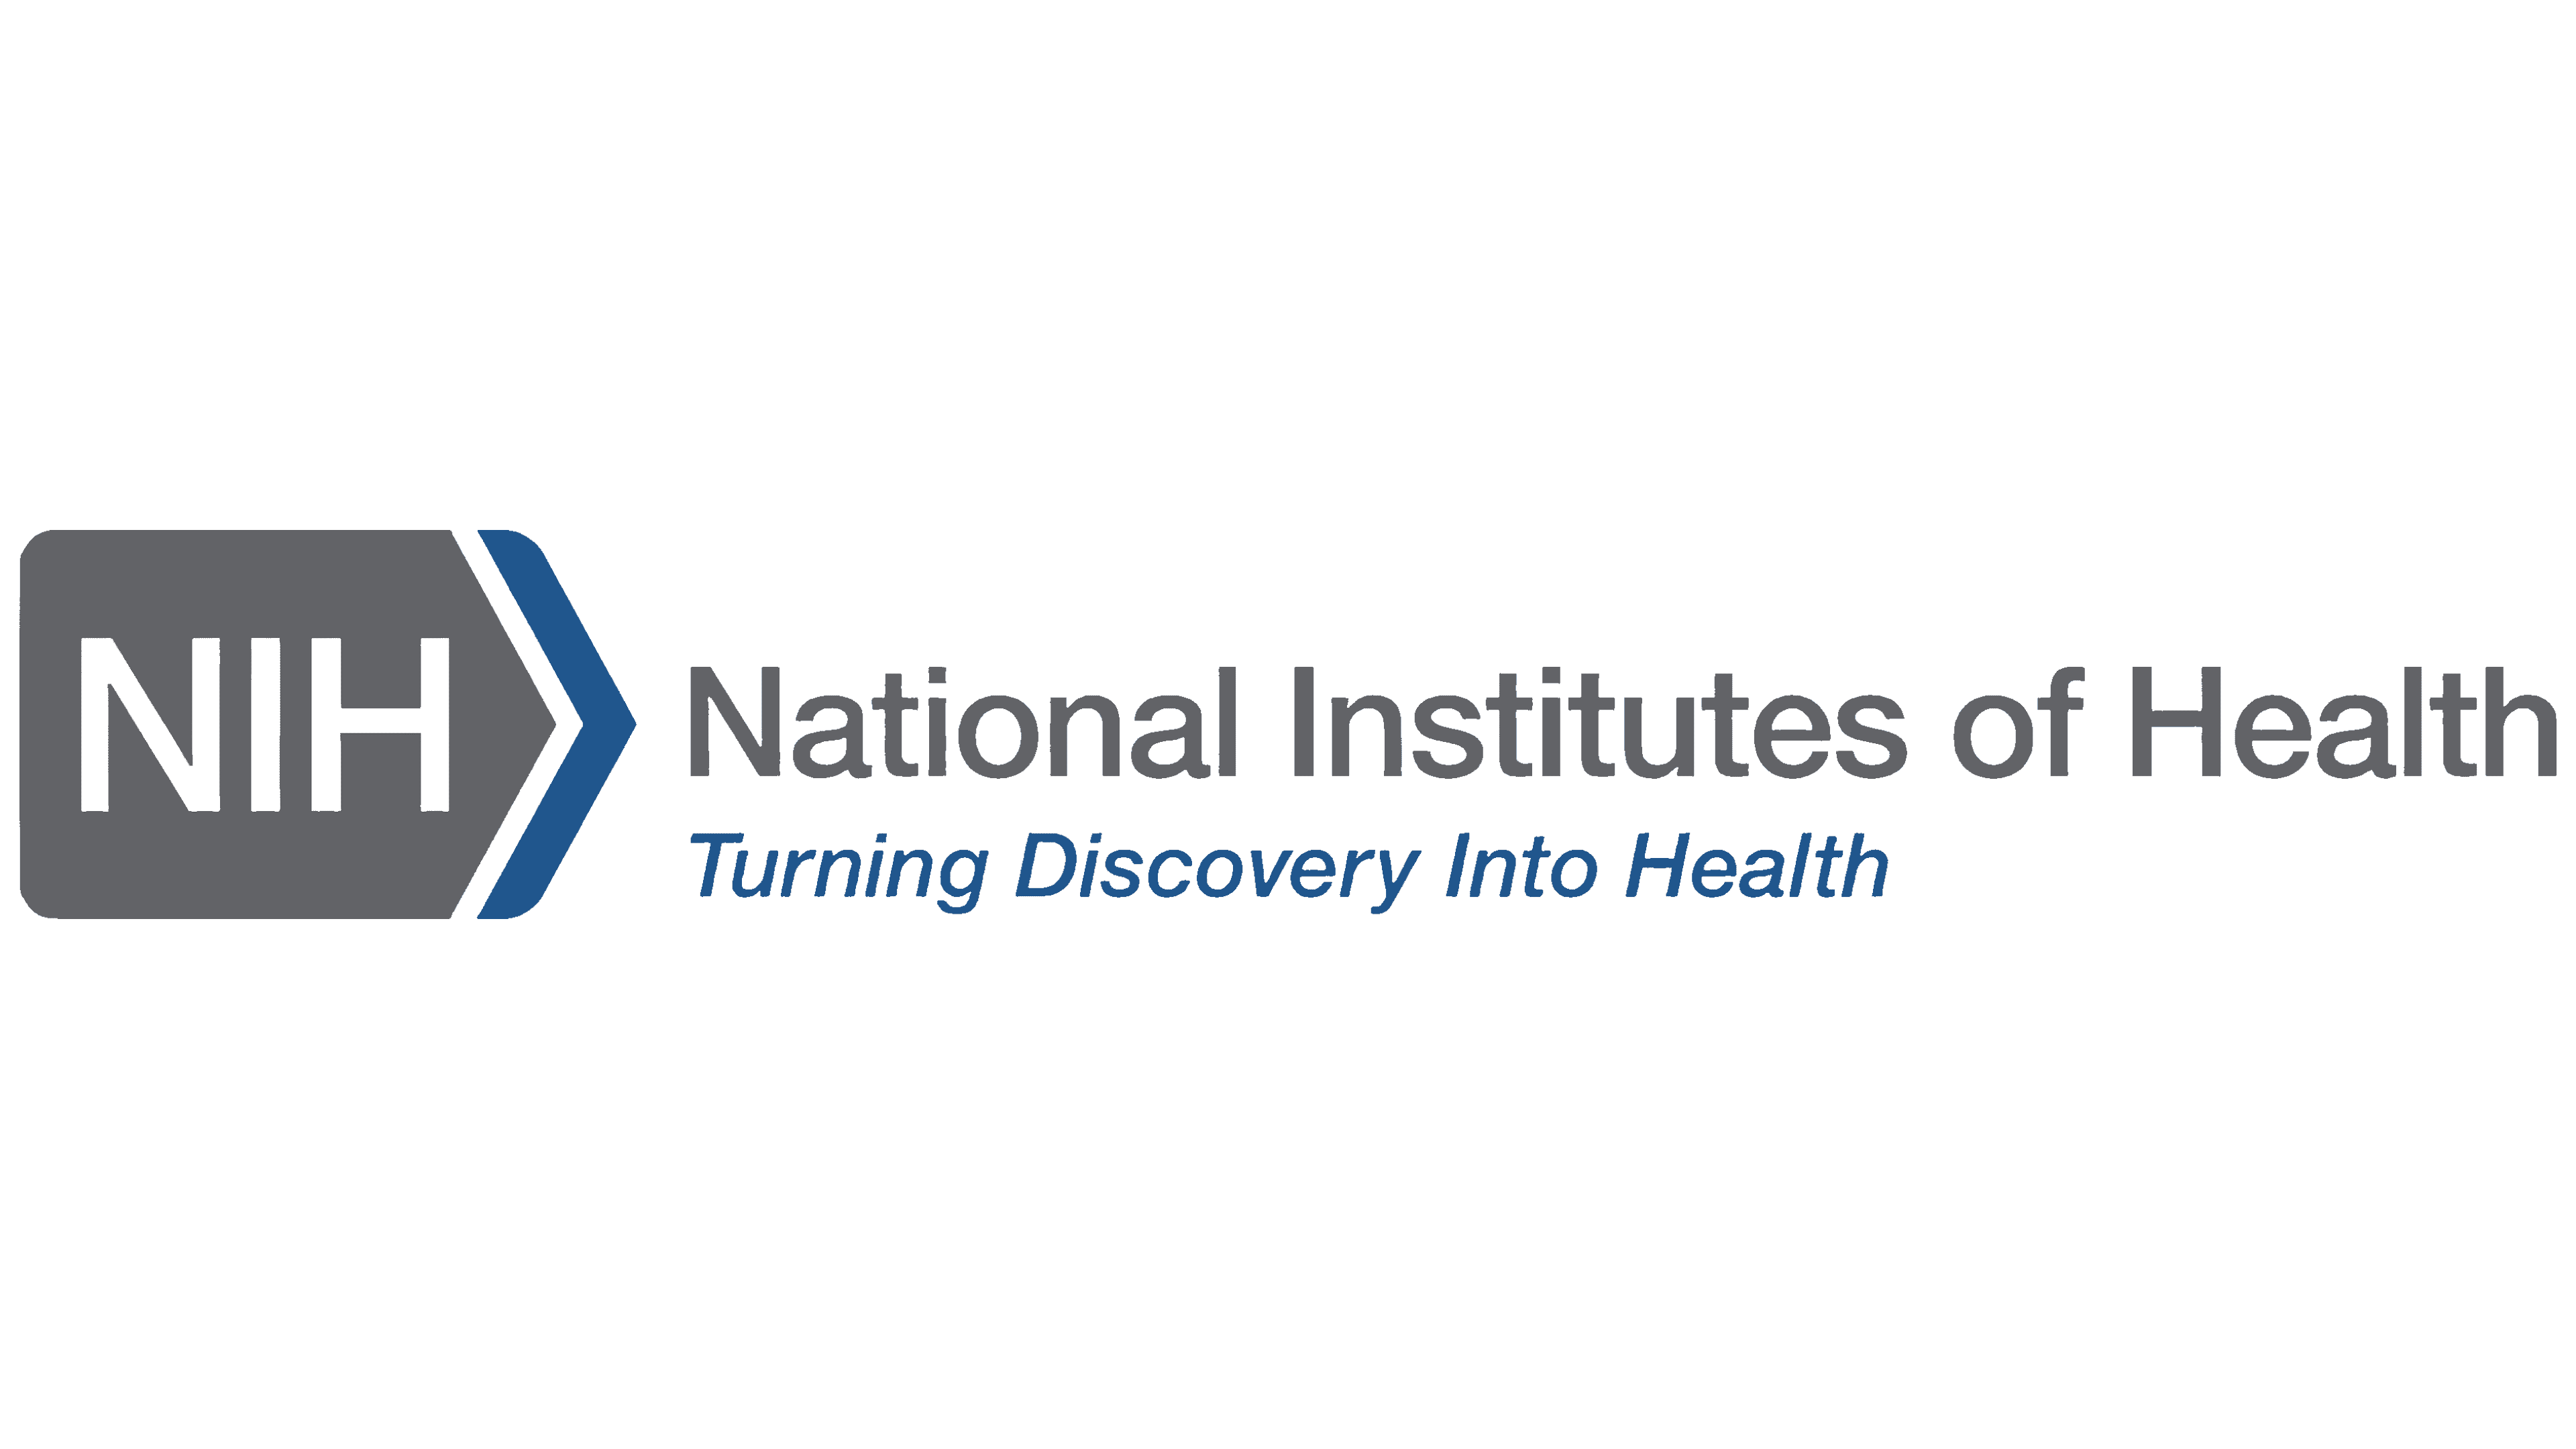 NIH
National Institutes of Health
Turning Discovery Into Health